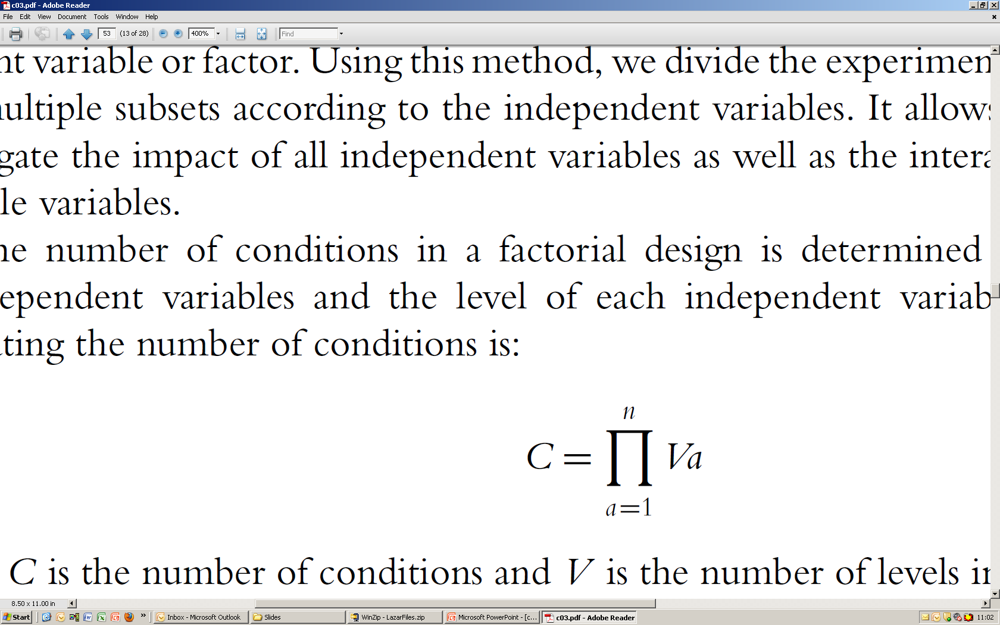 c03.pdf - Adobe Reader
File Edit View Document Tools Window Help
53 (13 of 28) 400% Find
nt variable or factor. Using this method, we divide the experimen
ultiple subsets according to the independent variables. It allows
gate the impact of all independent variables as well as the intera
le variables.
ne number of conditions in a factorial design is determined
ependent variables and the level of each independent variab
ting the number of conditions is:
n
C = ∏ Va
a=1
C is the number of conditions and V is the number of levels in
8.50 x 11.00 in
Start » Inbox - Microsoft Outlook Slides WinZip - LazarFiles.zip Microsoft PowerPoint - [c... c03.pdf - Adobe Reader 11:02